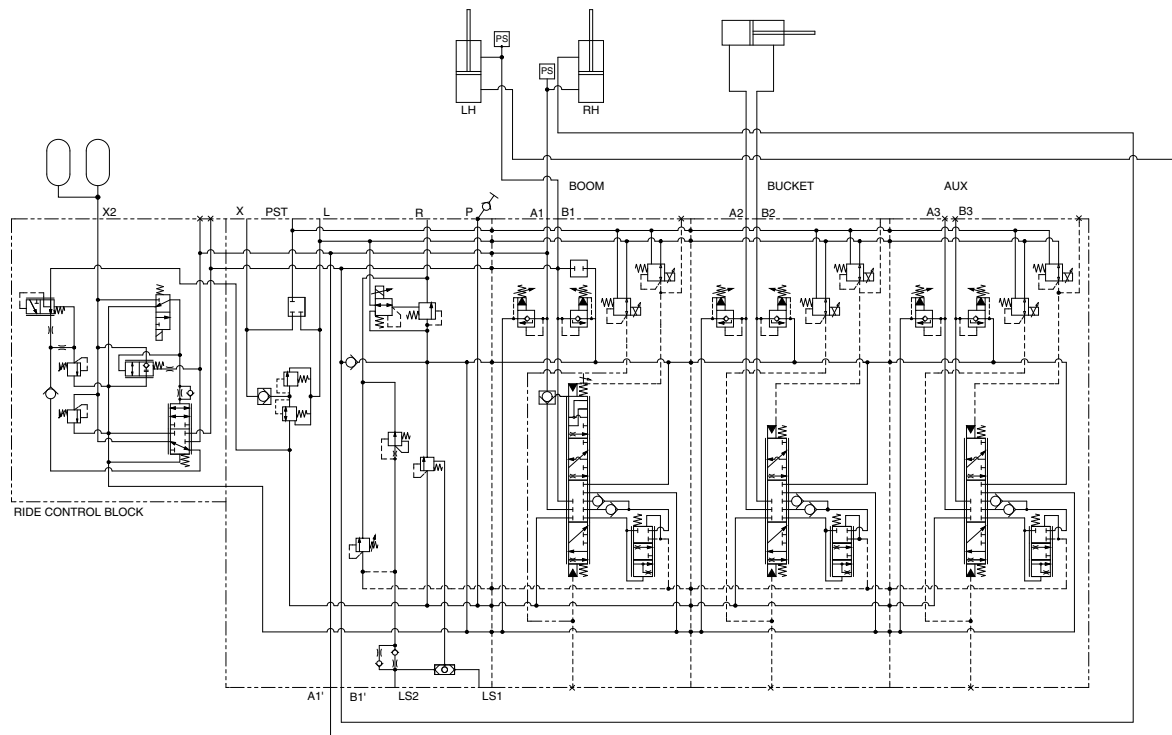 PS
PS
LH
RH
BOOM
BUCKET
AUX
X2
X
PST
L
R
P
A1
B1
A2
B2
A3
B3
RIDE CONTROL BLOCK
A1'
B1'
LS2
LS1